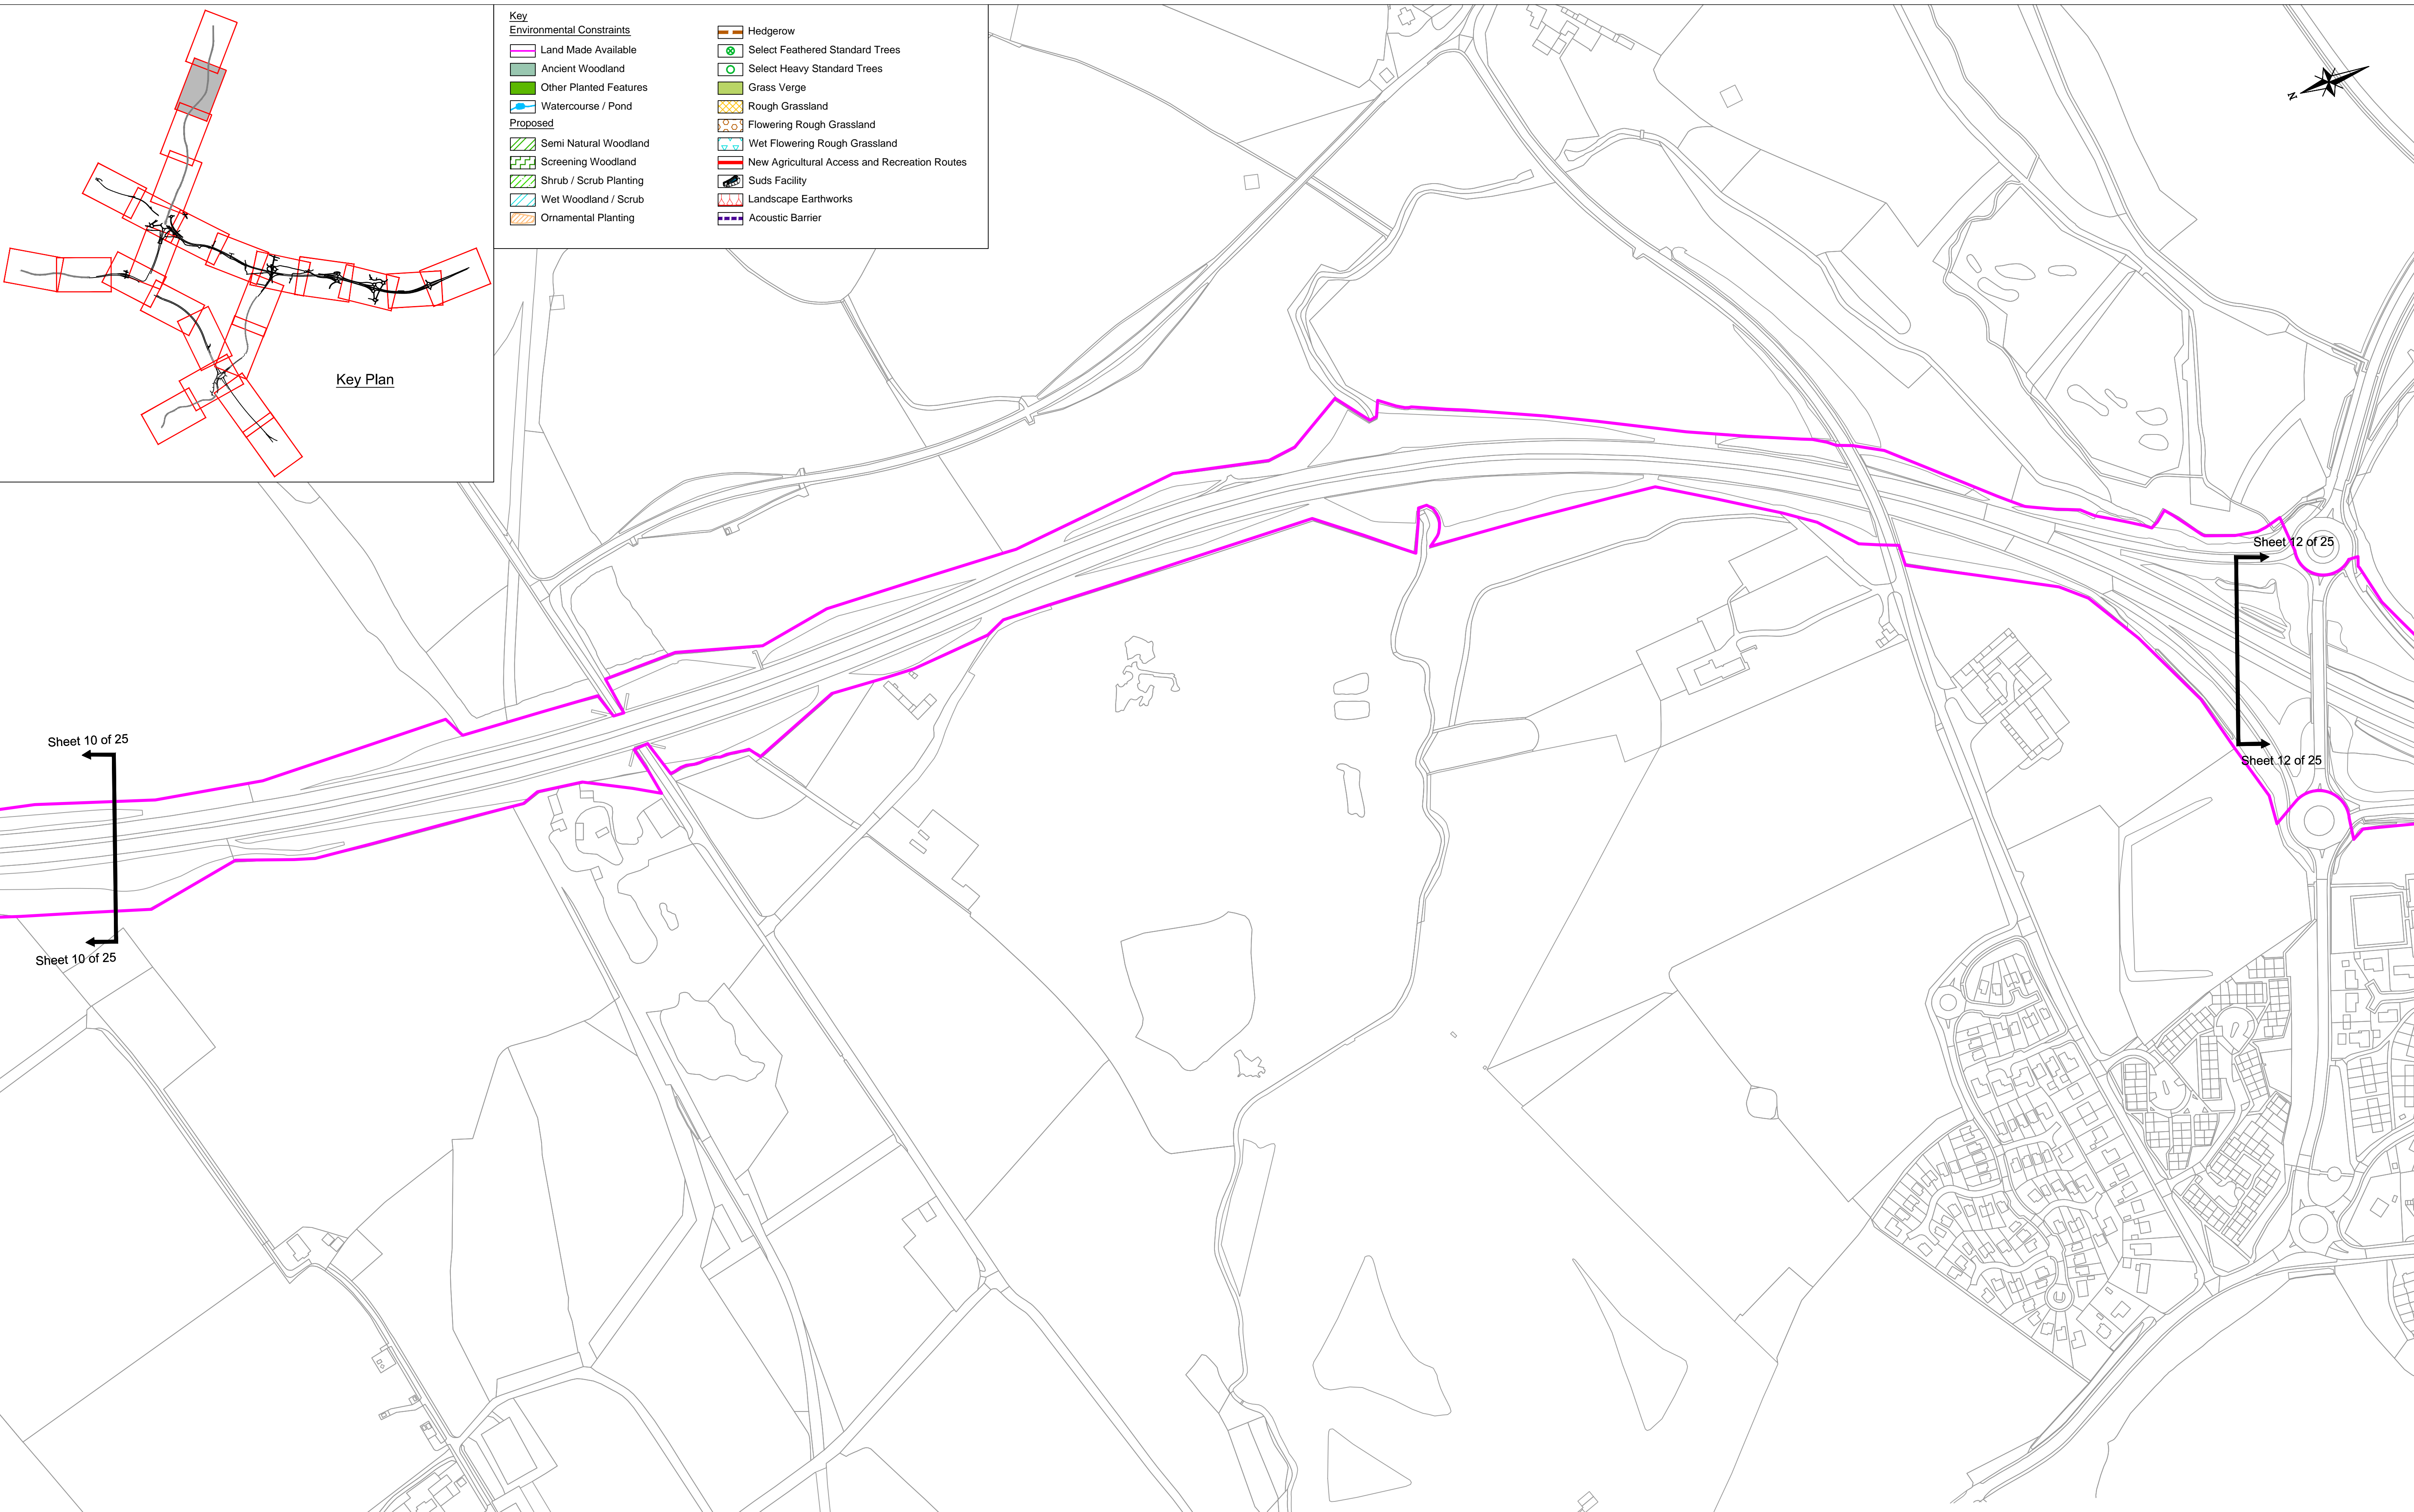 Key
Environmental Constraints
Land Made Available
Ancient Woodland
Other Planted Features
Watercourse / Pond
Proposed
Semi Natural Woodland
Screening Woodland
Shrub / Scrub Planting
Wet Woodland / Scrub
Ornamental Planting
Hedgerow
Select Feathered Standard Trees
Select Heavy Standard Trees
Grass Verge
Rough Grassland
Flowering Rough Grassland
Wet Flowering Rough Grassland
New Agricultural Access and Recreation Routes
Suds Facility
Landscape Earthworks
Acoustic Barrier
Key Plan
N
Sheet 12 of 25
Sheet 10 of 25
Sheet 12 of 25
Sheet 10 of 25